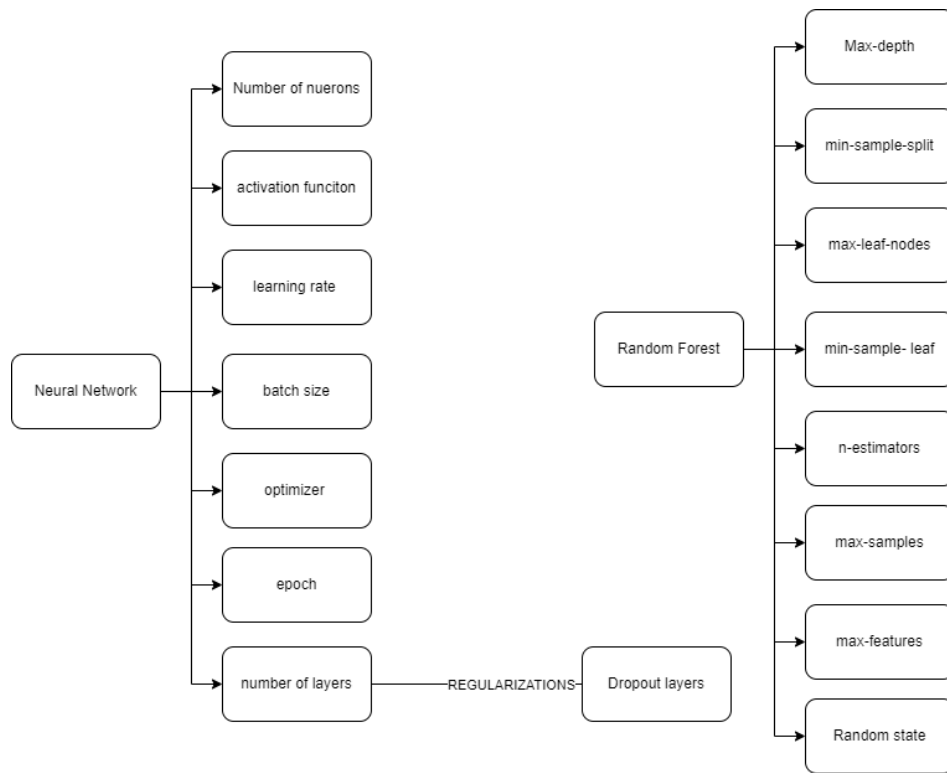 Neural Network
Number of nuerons
activation funciton
learning rate
batch size
optimizer
epoch
number of layers
REGULARIZATIONS
Dropout layers
Random Forest
Max-depth
min-sample-split
max-leaf-nodes
min-sample- leaf
n-estimators
max-samples
max-features
Random state